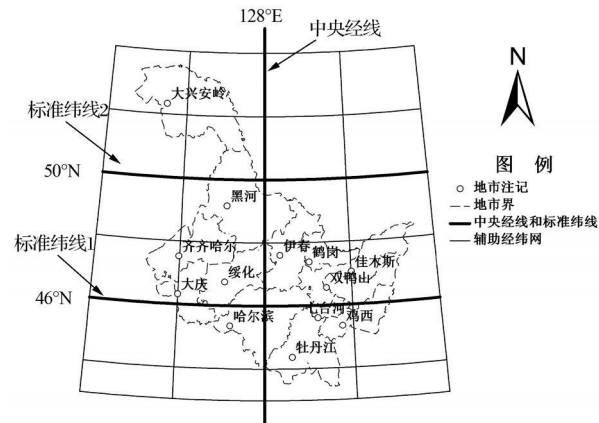 128°E
中央经线
N
大兴安岭
标准纬线2
50°N
图 例
地市注记
地市界
中央经线和标准纬线
辅助经纬网
黑河
标准纬线1
齐齐哈尔
伊春
鹤岗
佳木斯
绥化
双鸭山
大庆
46°N
哈尔滨
七台河
鸡西
牡丹江